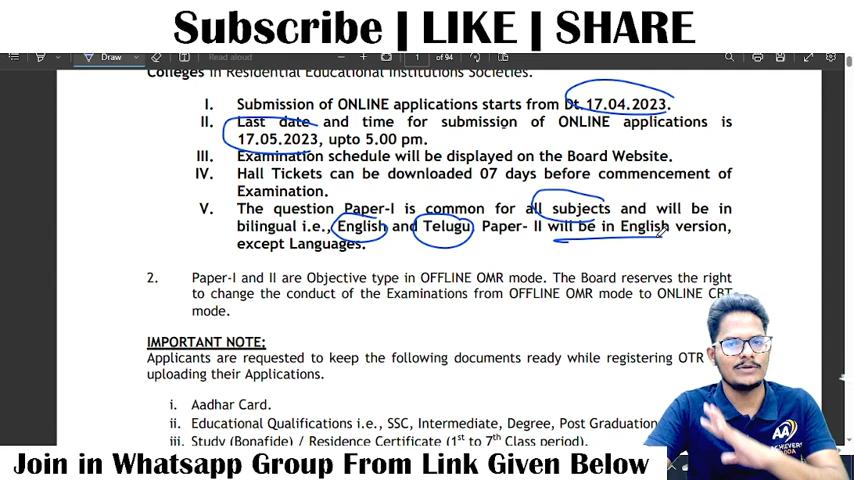 Subscribe | LIKE | SHARE
Draw
Read aloud
1 of 94
Colleges in Residential Educational Institutions Societies.
I. Submission of ONLINE applications starts from Dt.17.04.2023.
II. Last date and time for submission of ONLINE applications is
17.05.2023, upto 5.00 pm.
III. Examination schedule will be displayed on the Board Website.
IV. Hall Tickets can be downloaded 07 days before commencement of
Examination.
V. The question Paper-I is common for all subjects and will be in
bilingual i.e., English and Telugu Paper- II will be in English version,
except Languages.
2. Paper-I and II are Objective type in OFFLINE OMR mode. The Board reserves the right
to change the conduct of the Examinations from OFFLINE OMR mode to ONLINE CBT
mode.
IMPORTANT NOTE:
Applicants are requested to keep the following documents ready while registering OTR
uploading their Applications.
i. Aadhar Card.
ii. Educational Qualifications i.e., SSC, Intermediate, Degree, Post Graduation
iii. Study (Bonafide) / Residence Certificate (1st to 7th Class period).
AA
ACHIEVERS
Join in Whatsapp Group From Link Given Below